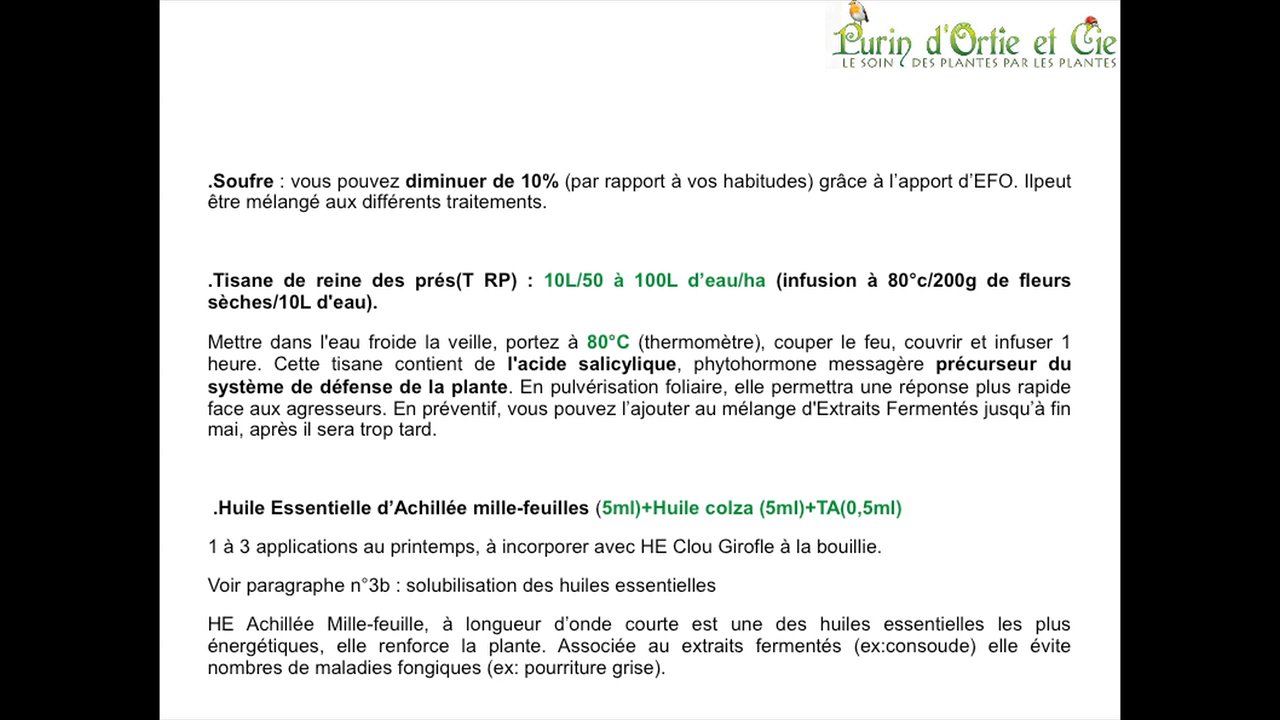 Purin d'Ortie et Cie
LE SOIN DES PLANTES PAR LES PLANTES
.Soufre : vous pouvez diminuer de 10% (par rapport à vos habitudes) grâce à l’apport d’EFO. Ilpeut
être mélangé aux différents traitements.
.Tisane de reine des prés(T RP) : 10L/50 à 100L d’eau/ha (infusion à 80°c/200g de fleurs
sèches/10L d'eau).
Mettre dans l'eau froide la veille, portez à 80°C (thermomètre), couper le feu, couvrir et infuser 1
heure. Cette tisane contient de l'acide salicylique, phytohormone messagère précurseur du
système de défense de la plante. En pulvérisation foliaire, elle permettra une réponse plus rapide
face aux agresseurs. En préventif, vous pouvez l’ajouter au mélange d'Extraits Fermentés jusqu’à fin
mai, après il sera trop tard.
.Huile Essentielle d’Achillée mille-feuilles (5ml)+Huile colza (5ml)+TA(0,5ml)
1 à 3 applications au printemps, à incorporer avec HE Clou Girofle à la bouillie.
Voir paragraphe n°3b : solubilisation des huiles essentielles
HE Achillée Mille-feuille, à longueur d’onde courte est une des huiles essentielles les plus
énergétiques, elle renforce la plante. Associée au extraits fermentés (ex:consoude) elle évite
nombres de maladies fongiques (ex: pourriture grise).